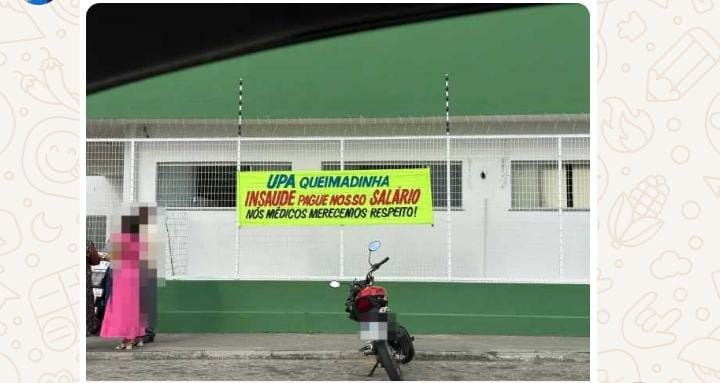 UPA QUEIMADINHA
INSAUDE PAGUE NOSSO SALÁRIO
NÓS MÉDICOS MERECEMOS RESPEITO!